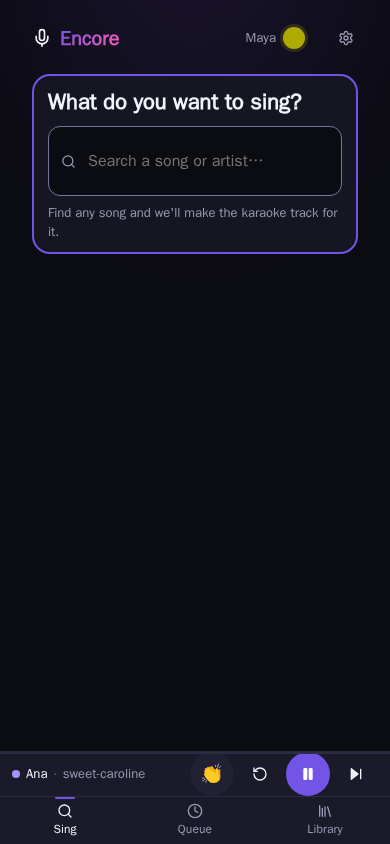 Encore
Maya
What do you want to sing?
Search a song or artist…
Find any song and we'll make the karaoke track for
it.
Ana · sweet-caroline
Sing
Queue
Library